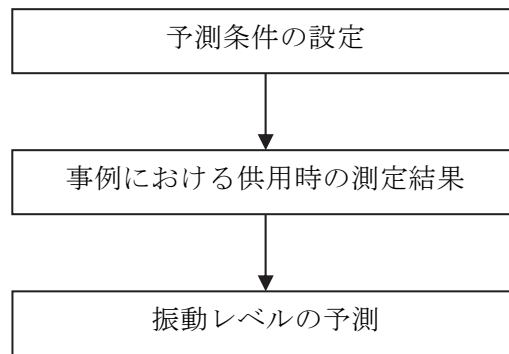 予測条件の設定
事例における供用時の測定結果
振動レベルの予測